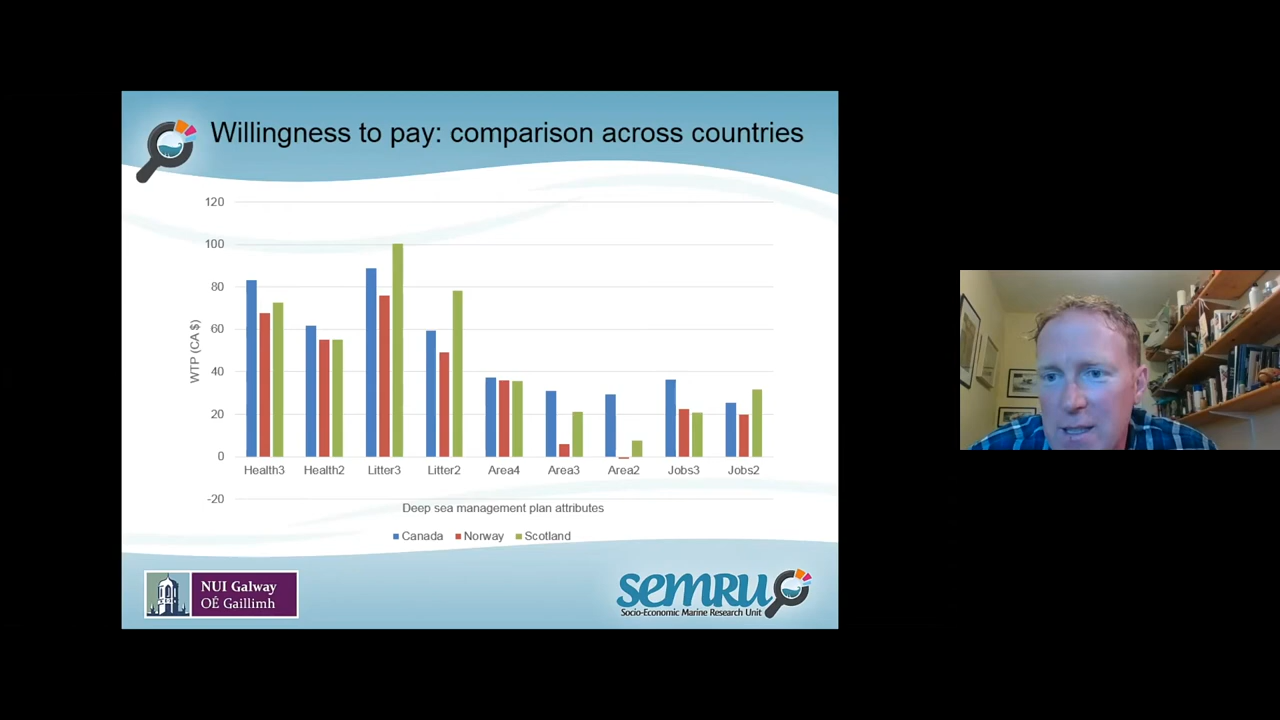 Willingness to pay: comparison across countries
120
100
80
60
40
20
0
-20
WTP (CA $)
Health3 Health2 Litter3 Litter2 Area4 Area3 Area2 Jobs3 Jobs2
Deep sea management plan attributes
Canada Norway Scotland
NUI Galway
OÉ Gaillimh
SEMRU
Socio-Economic Marine Research Unit